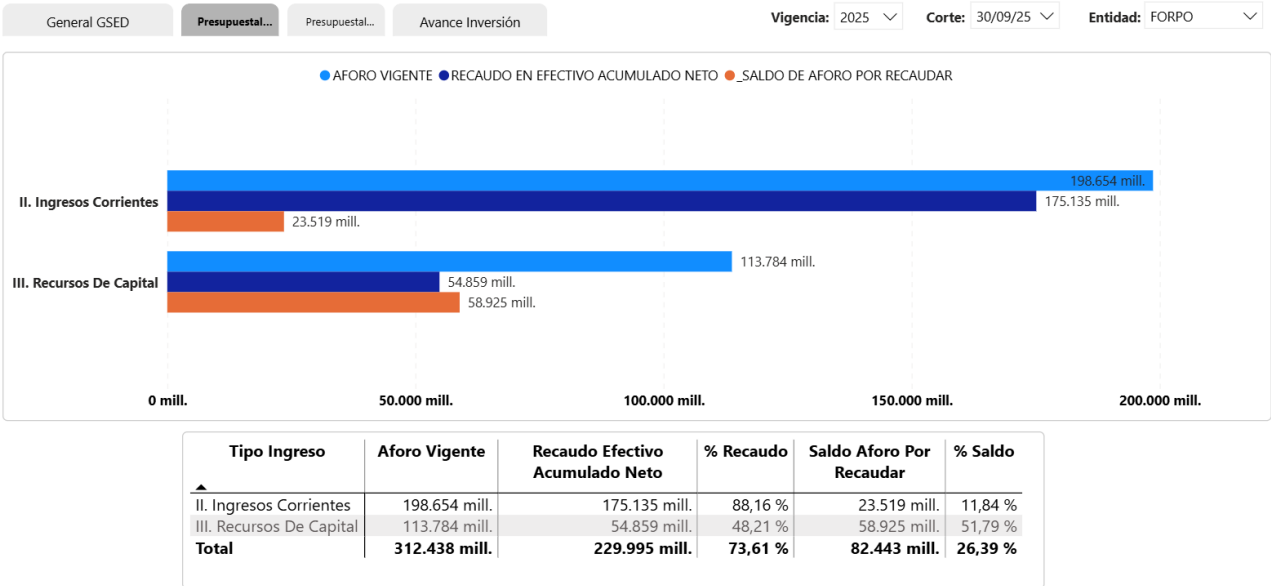 General GSED
Presupuestal...
Presupuestal...
Avance Inversión
Vigencia: 2025
Corte: 30/09/25
Entidad: FORPO
AFORO VIGENTE RECAUDO EN EFECTIVO ACUMULADO NETO _SALDO DE AFORO POR RECAUDAR
198.654 mill.
II. Ingresos Corrientes
175.135 mill.
23.519 mill.
113.784 mill.
III. Recursos De Capital
54.859 mill.
58.925 mill.
0 mill. 50.000 mill. 100.000 mill. 150.000 mill. 200.000 mill.
Tipo Ingreso Aforo Vigente Recaudo Efectivo % Recaudo Saldo Aforo Por % Saldo
Acumulado Neto Recaudar
II. Ingresos Corrientes 198.654 mill. 175.135 mill. 88,16 % 23.519 mill. 11,84 %
III. Recursos De Capital 113.784 mill. 54.859 mill. 48,21 % 58.925 mill. 51,79 %
Total 312.438 mill. 229.995 mill. 73,61 % 82.443 mill. 26,39 %